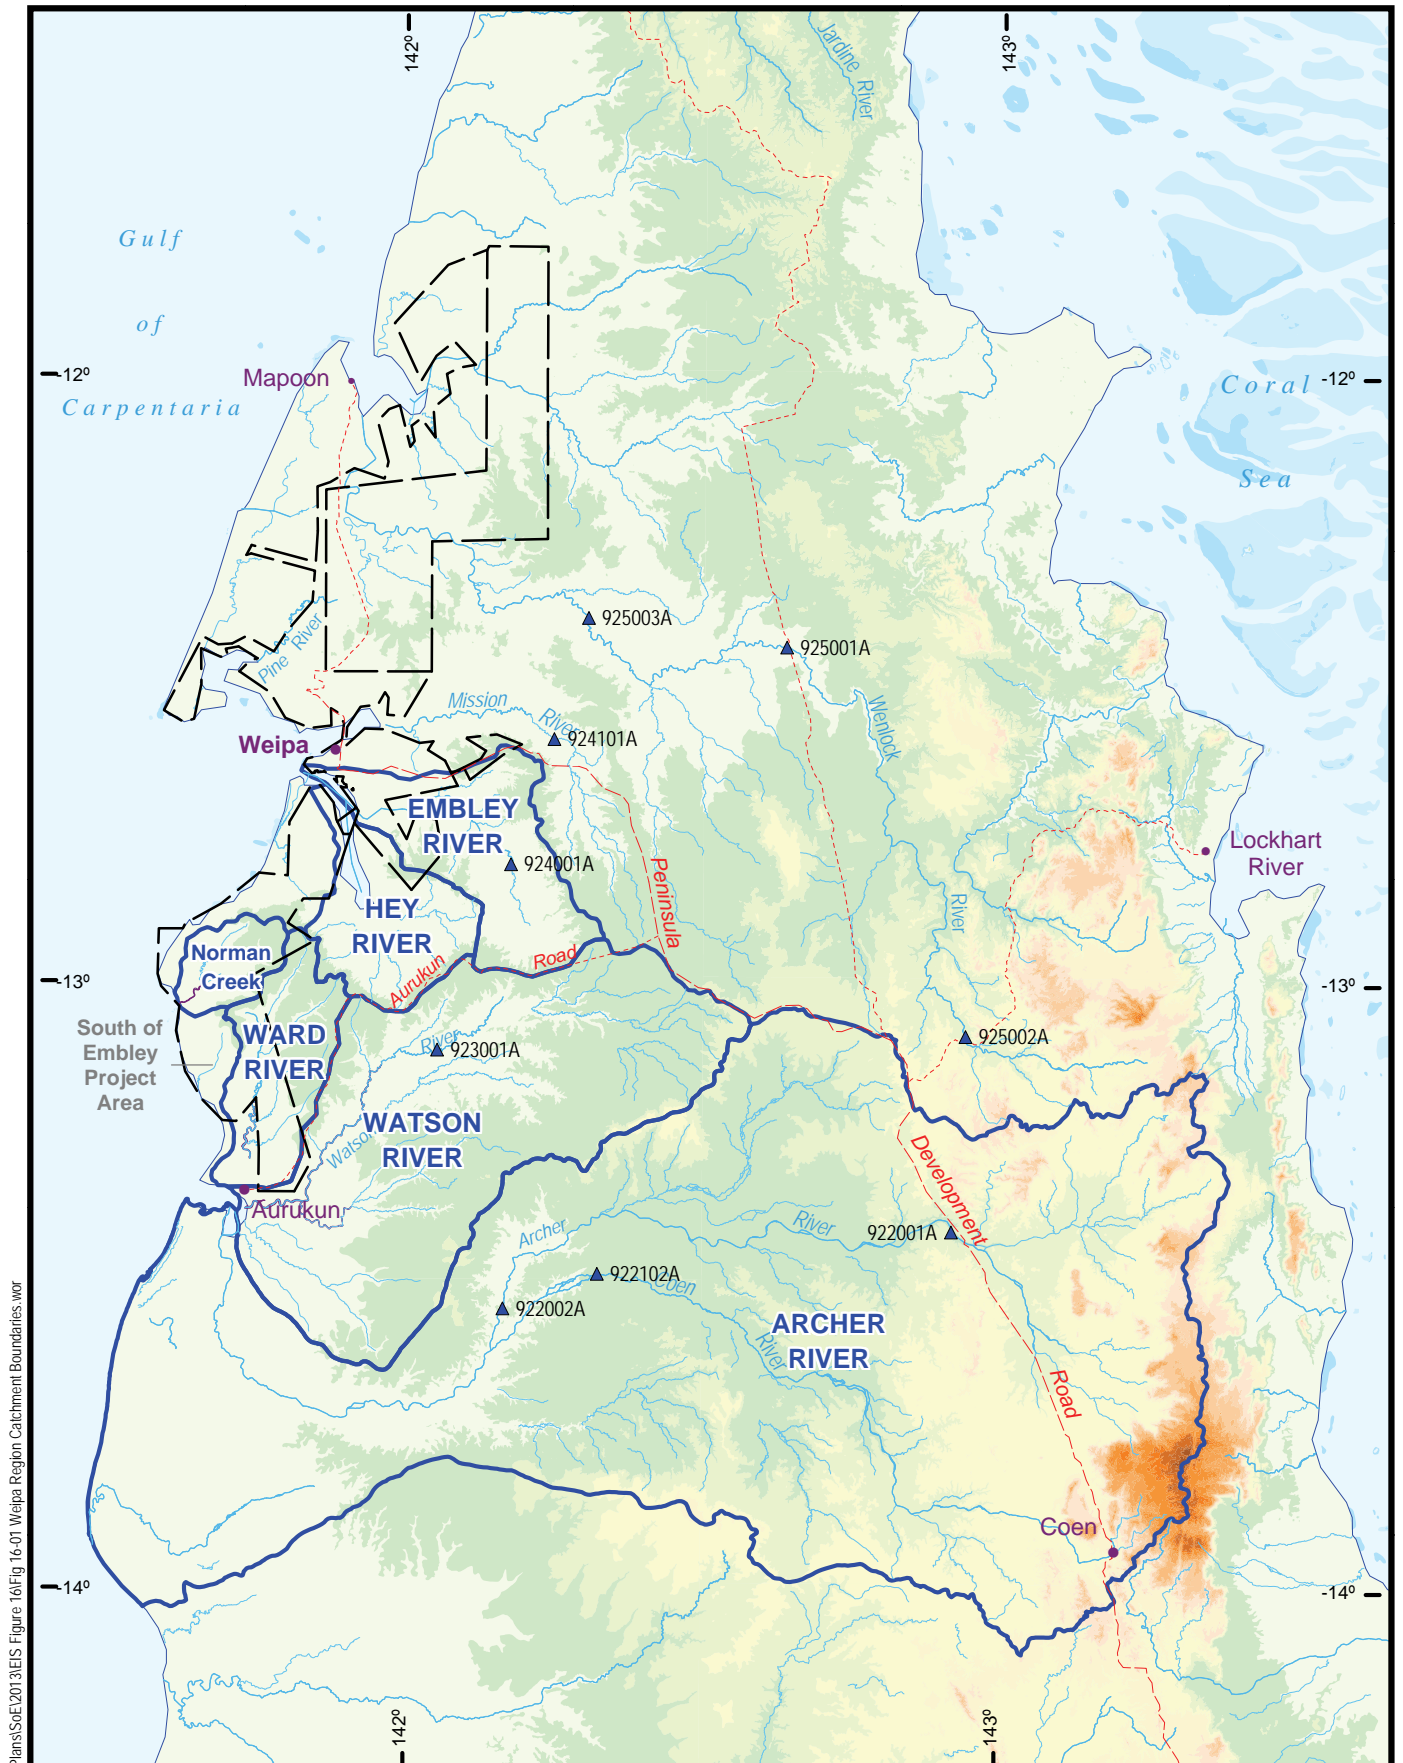 142º
143º
Jardine
River
Gulf
of
Carpentaria
Mapoon
-12º
-12º
Coral
Sea
925003A
925001A
Pine River
Mission
River
Wenlock
924101A
Weipa
EMBLEY
RIVER
924001A
Peninsula
Lockhart
River
River
HEY
RIVER
Norman
Creek
Road
Aurukun
-13º
-13º
South of
Embley
Project
Area
WARD
RIVER
River
923001A
925002A
WATSON
RIVER
Watson
Development
Aurukun
Archer
River
922001A
922102A
Coen
922002A
River
ARCHER
RIVER
Road
Coen
-14º
-14º
142º
143º
Plans\SoE\2013\EIS Figure 16\Fig 16-01 Weipa Region Catchment Boundaries.wor